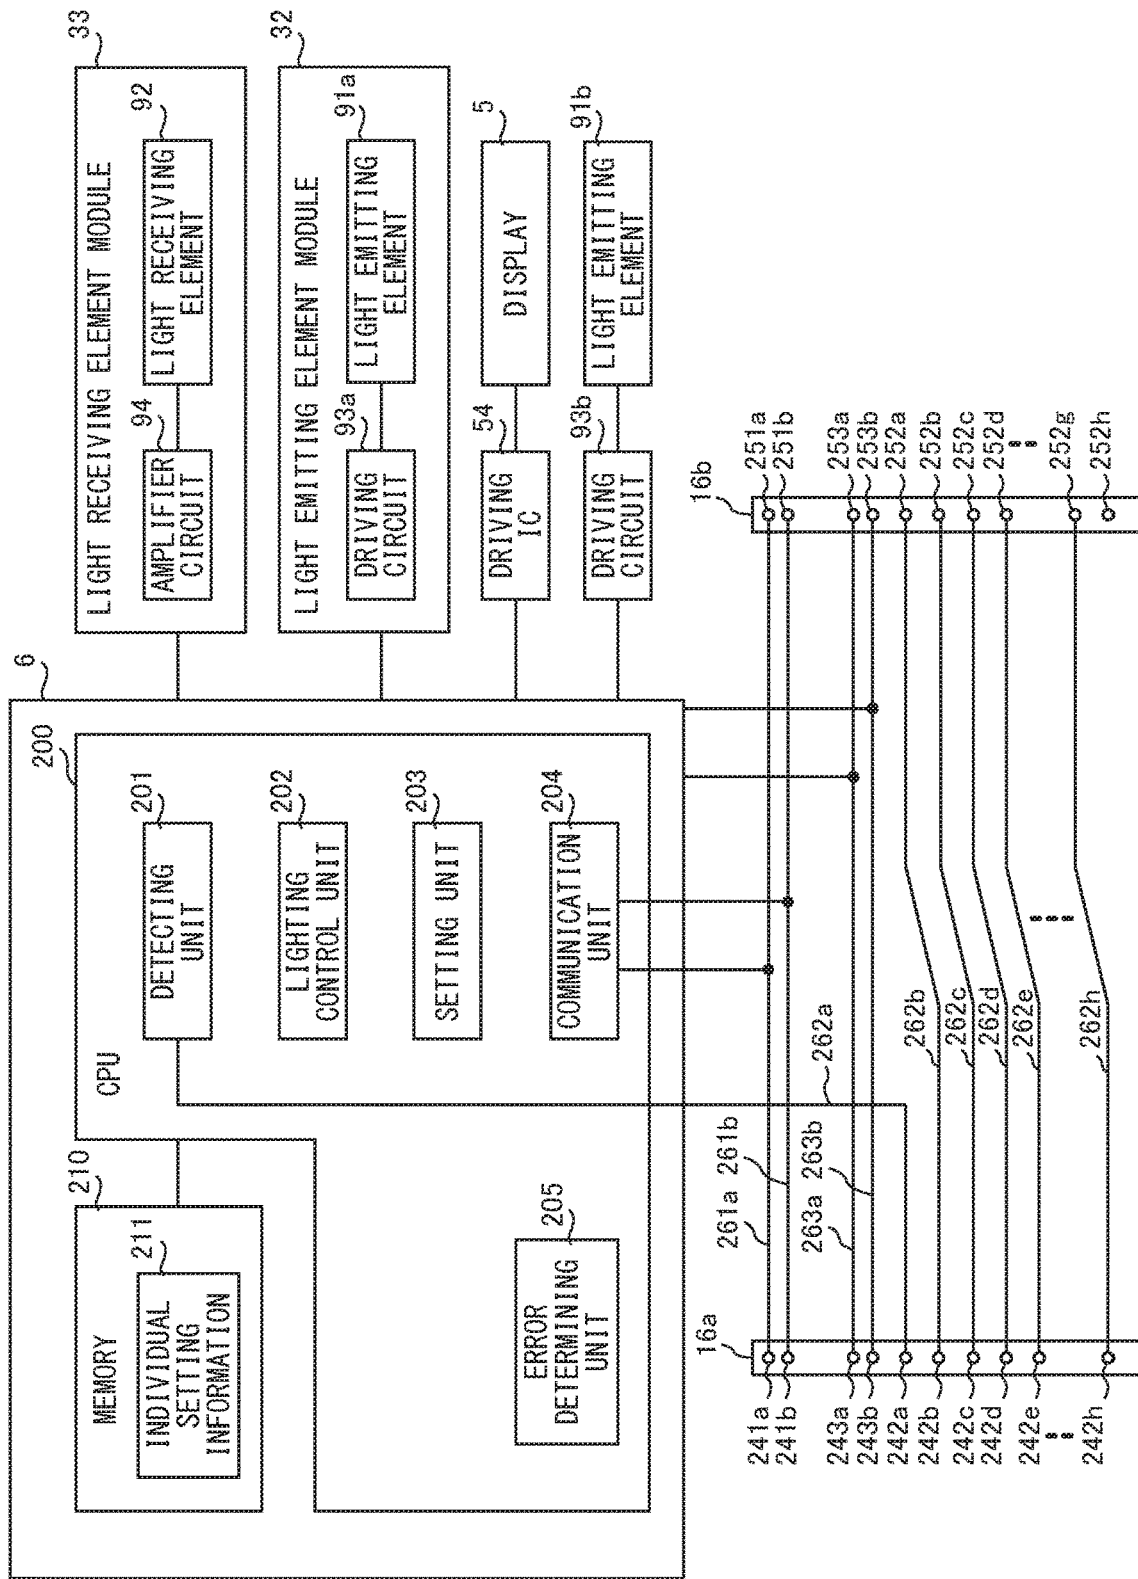 33
LIGHT RECEIVING ELEMENT MODULE
94
AMPLIFIER
CIRCUIT
92
LIGHT RECEIVING
ELEMENT
32
LIGHT EMITTING ELEMENT MODULE
93a
DRIVING
CIRCUIT
91a
LIGHT EMITTING
ELEMENT
54
DRIVING
IC
5
DISPLAY
93b
DRIVING
CIRCUIT
91b
LIGHT EMITTING
ELEMENT
6
200
CPU
201
DETECTING
UNIT
202
LIGHTING
CONTROL UNIT
203
SETTING UNIT
204
COMMUNICATION
UNIT
205
ERROR
DETERMINING
UNIT
210
MEMORY
211
INDIVIDUAL
SETTING
INFORMATION
16a
241a
241b
243a
243b
242a
242b
242c
242d
242e
242h
261a
261b
263a
263b
262a
262b
262c
262d
262e
262h
16b
251a
251b
253a
253b
252a
252b
252c
252d
252g
252h